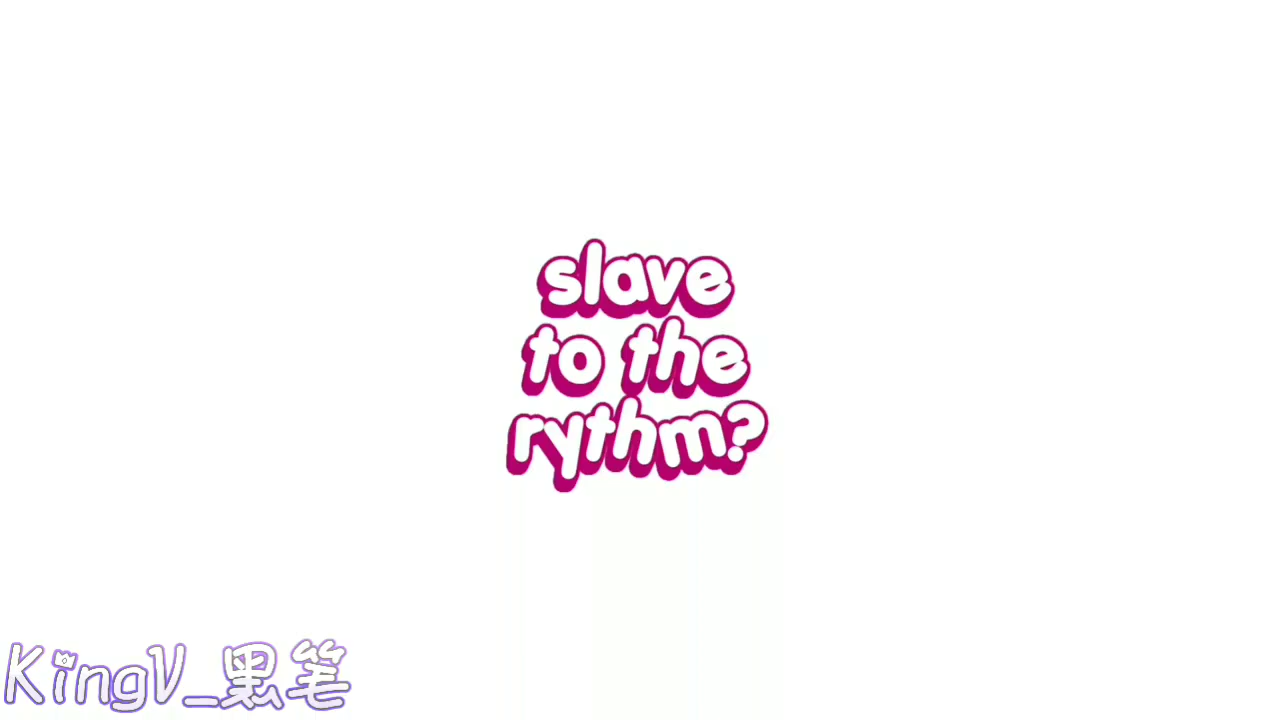 slave
to the
rythm?
KingV_黑笔